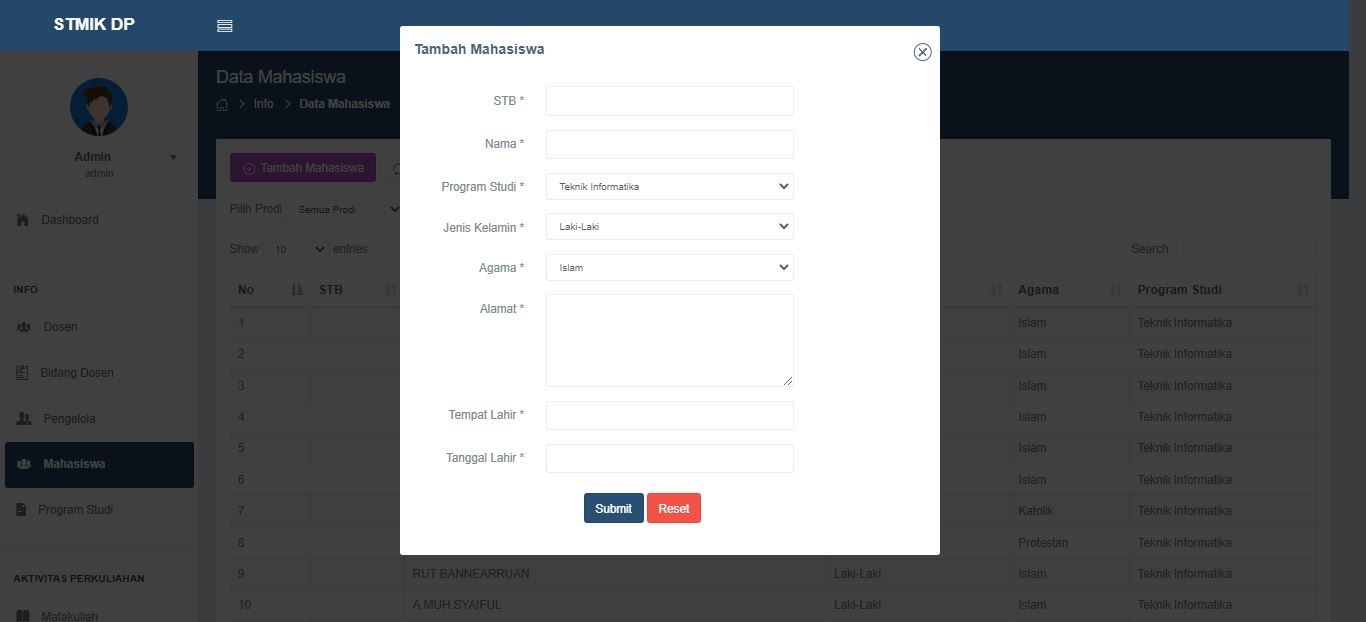 STMIK DP
Admin
admin
Dashboard
INFO
Dosen
Bidang Dosen
Pengelola
Mahasiswa
Program Studi
AKTIVITAS PERKULIAHAN
Matakuliah
Data Mahasiswa
Info > Data Mahasiswa
Tambah Mahasiswa
Pilih Prodi Semua Prodi
Show 10 entries
Search:
No STB Agama Program Studi
1 Islam Teknik Informatika
2 Islam Teknik Informatika
3 Islam Teknik Informatika
4 Islam Teknik Informatika
5 Islam Teknik Informatika
6 Islam Teknik Informatika
7 Katolik Teknik Informatika
8 Protestan Teknik Informatika
9 RUT BANNEARRUAN Laki-Laki Islam Teknik Informatika
10 A.MUH.SYAIFUL Laki-Laki Islam Teknik Informatika
Tambah Mahasiswa
STB *
Nama *
Program Studi * Teknik Informatika
Jenis Kelamin * Laki-Laki
Agama * Islam
Alamat *
Tempat Lahir *
Tanggal Lahir *
Submit Reset